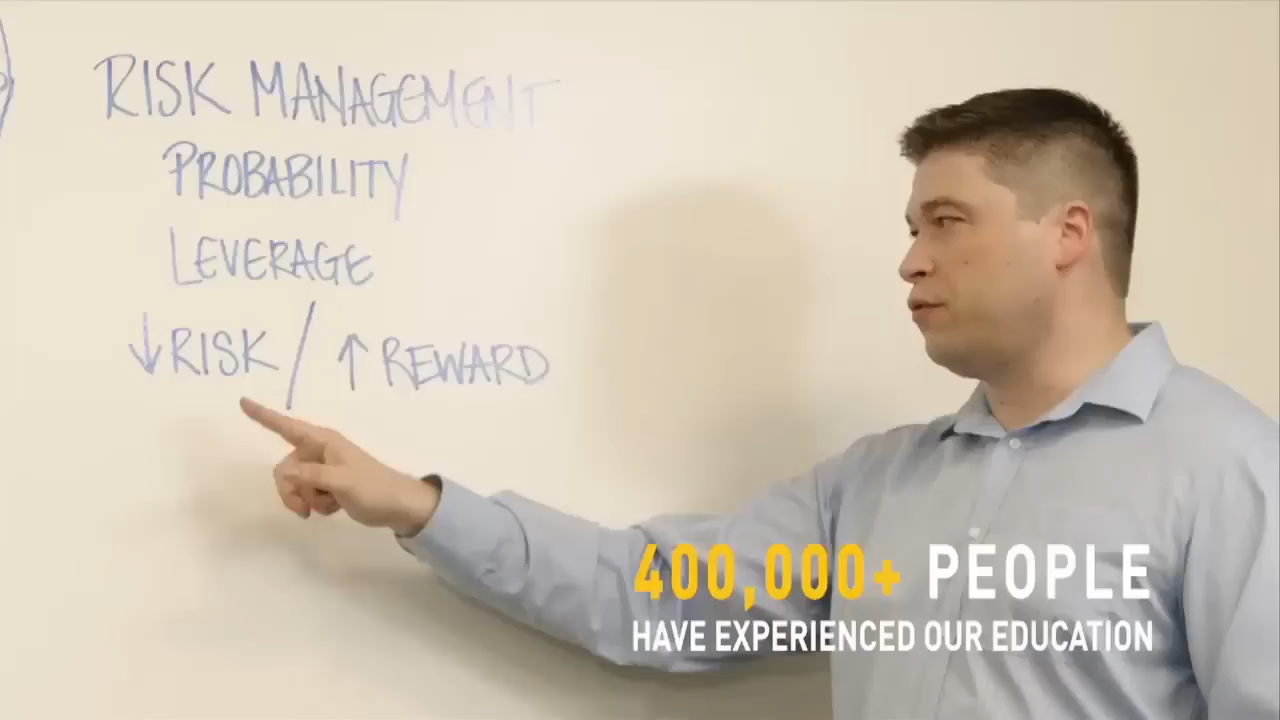 RISK MANAGEMENT
PROBABILITY
LEVERAGE
↓ RISK / ↑ REWARD
400,000+ PEOPLE
HAVE EXPERIENCED OUR EDUCATION